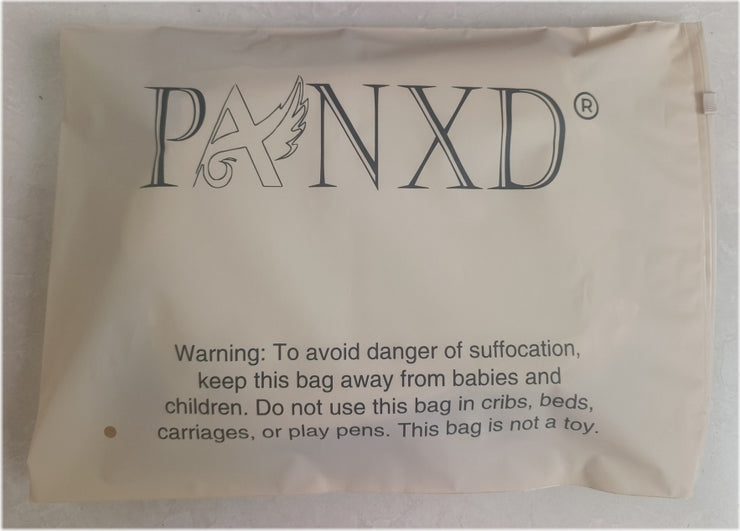 PANXD®
Warning: To avoid danger of suffocation,
keep this bag away from babies and
children. Do not use this bag in cribs, beds,
carriages, or play pens. This bag is not a toy.